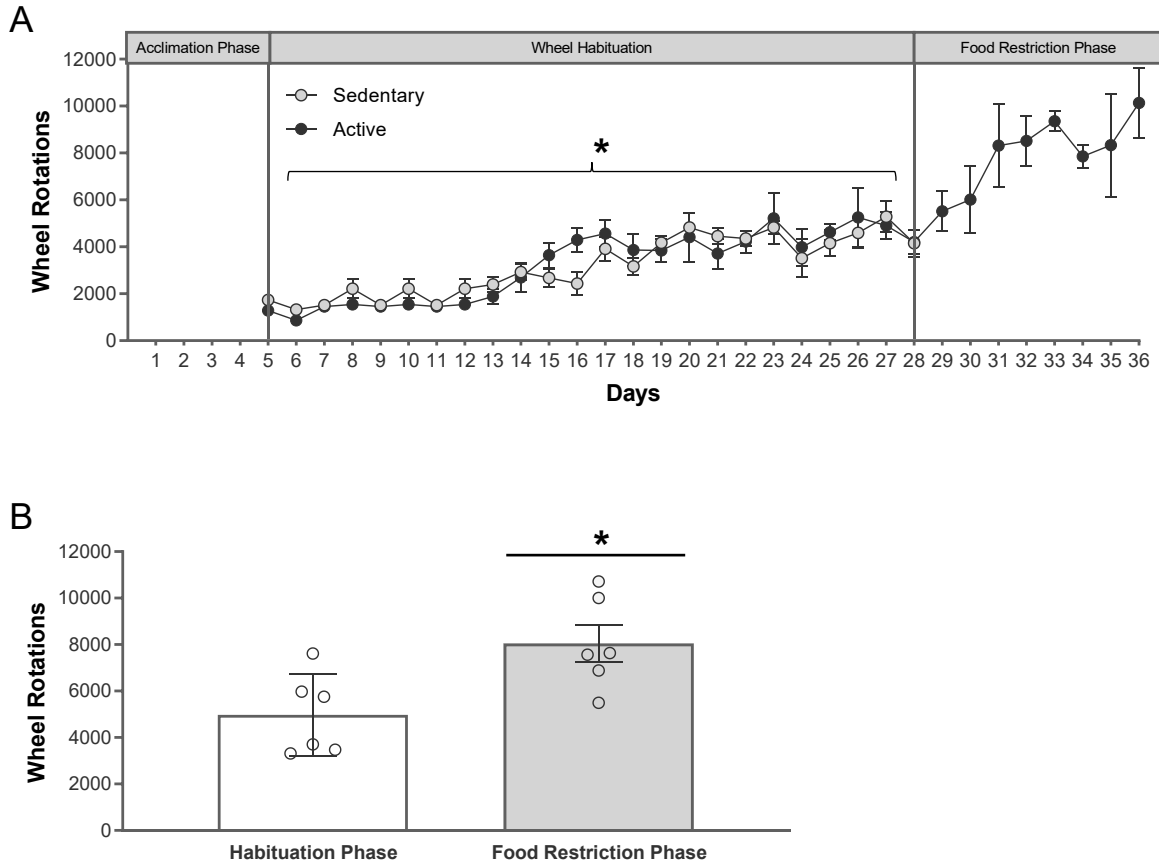 A
Acclimation Phase Wheel Habituation Food Restriction Phase
12000
10000
8000
6000
4000
2000
0
Wheel Rotations
Sedentary
Active
*
1 2 3 4 5 6 7 8 9 10 11 12 13 14 15 16 17 18 19 20 21 22 23 24 25 26 27 28 29 30 31 32 33 34 35 36
Days
B
12000
10000
8000
6000
4000
2000
0
Wheel Rotations
*
Habituation Phase Food Restriction Phase